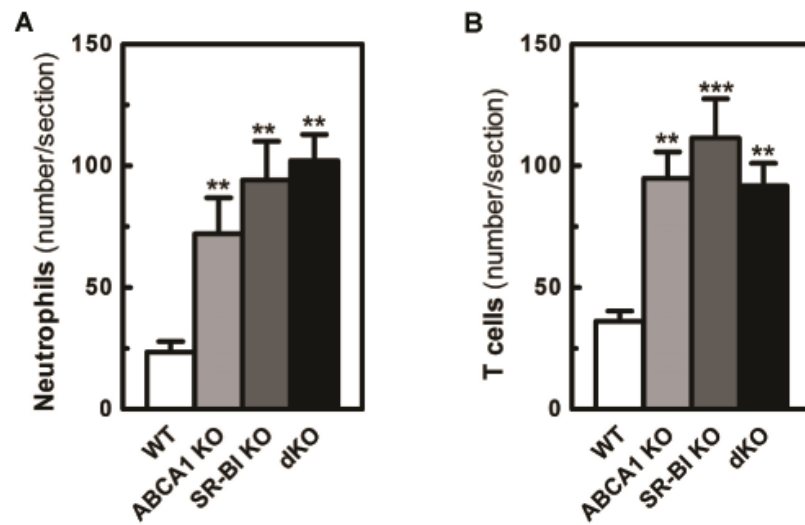 A
Neutrophils (number/section)
150
100
50
0
**
**
**
WT
ABCA1 KO
SR-BI KO
dKO
B
T cells (number/section)
150
100
50
0
**
***
**
WT
ABCA1 KO
SR-BI KO
dKO